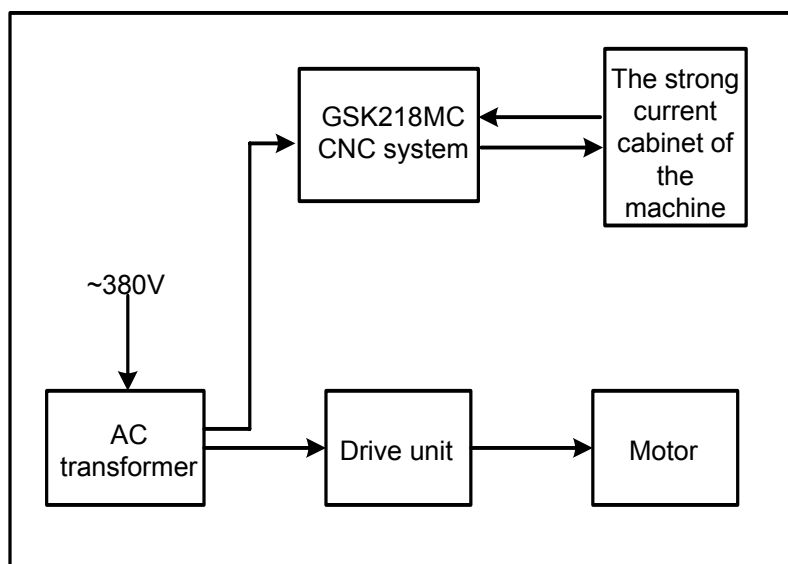 GSK218MC
CNC system
The strong
current
cabinet of
the
machine
~380V
AC
transformer
Drive unit
Motor